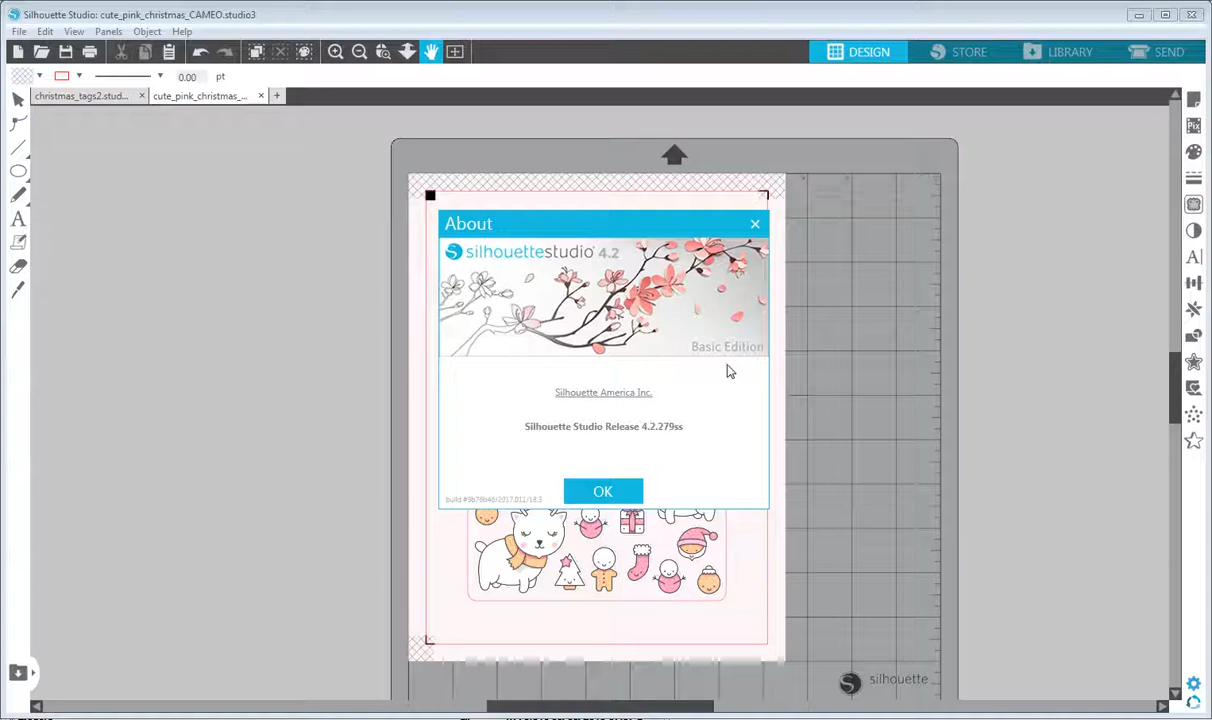 Silhouette Studio: cute_pink_christmas_CAMEO.studio3
File Edit View Panels Object Help
DESIGN STORE LIBRARY SEND
0.00 pt
christmas_tags2.stud... cute_pink_christmas_...
About
silhouettestudio 4.2
Basic Edition
Silhouette America Inc.
Silhouette Studio Release 4.2.279ss
OK
silhouette